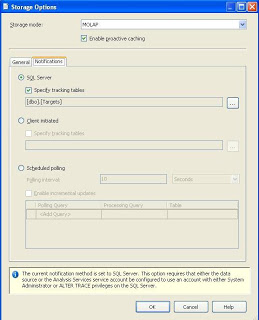 Storage Options
Storage mode: MOLAP
Enable proactive caching
General Notifications
SQL Server
Specify tracking tables
[dbo].[Targets]
...
Client initiated
Specify tracking tables
...
Scheduled polling
Polling interval: 10 Seconds
Enable incremental updates
Polling Query Processing Query Table
<Add Query>
The current notification method is set to SQL Server. This option requires that either the data
source or the Analysis Services service account be configured to use an account with either System
Administrator or ALTER TRACE privileges on the SQL Server.
OK Cancel Help